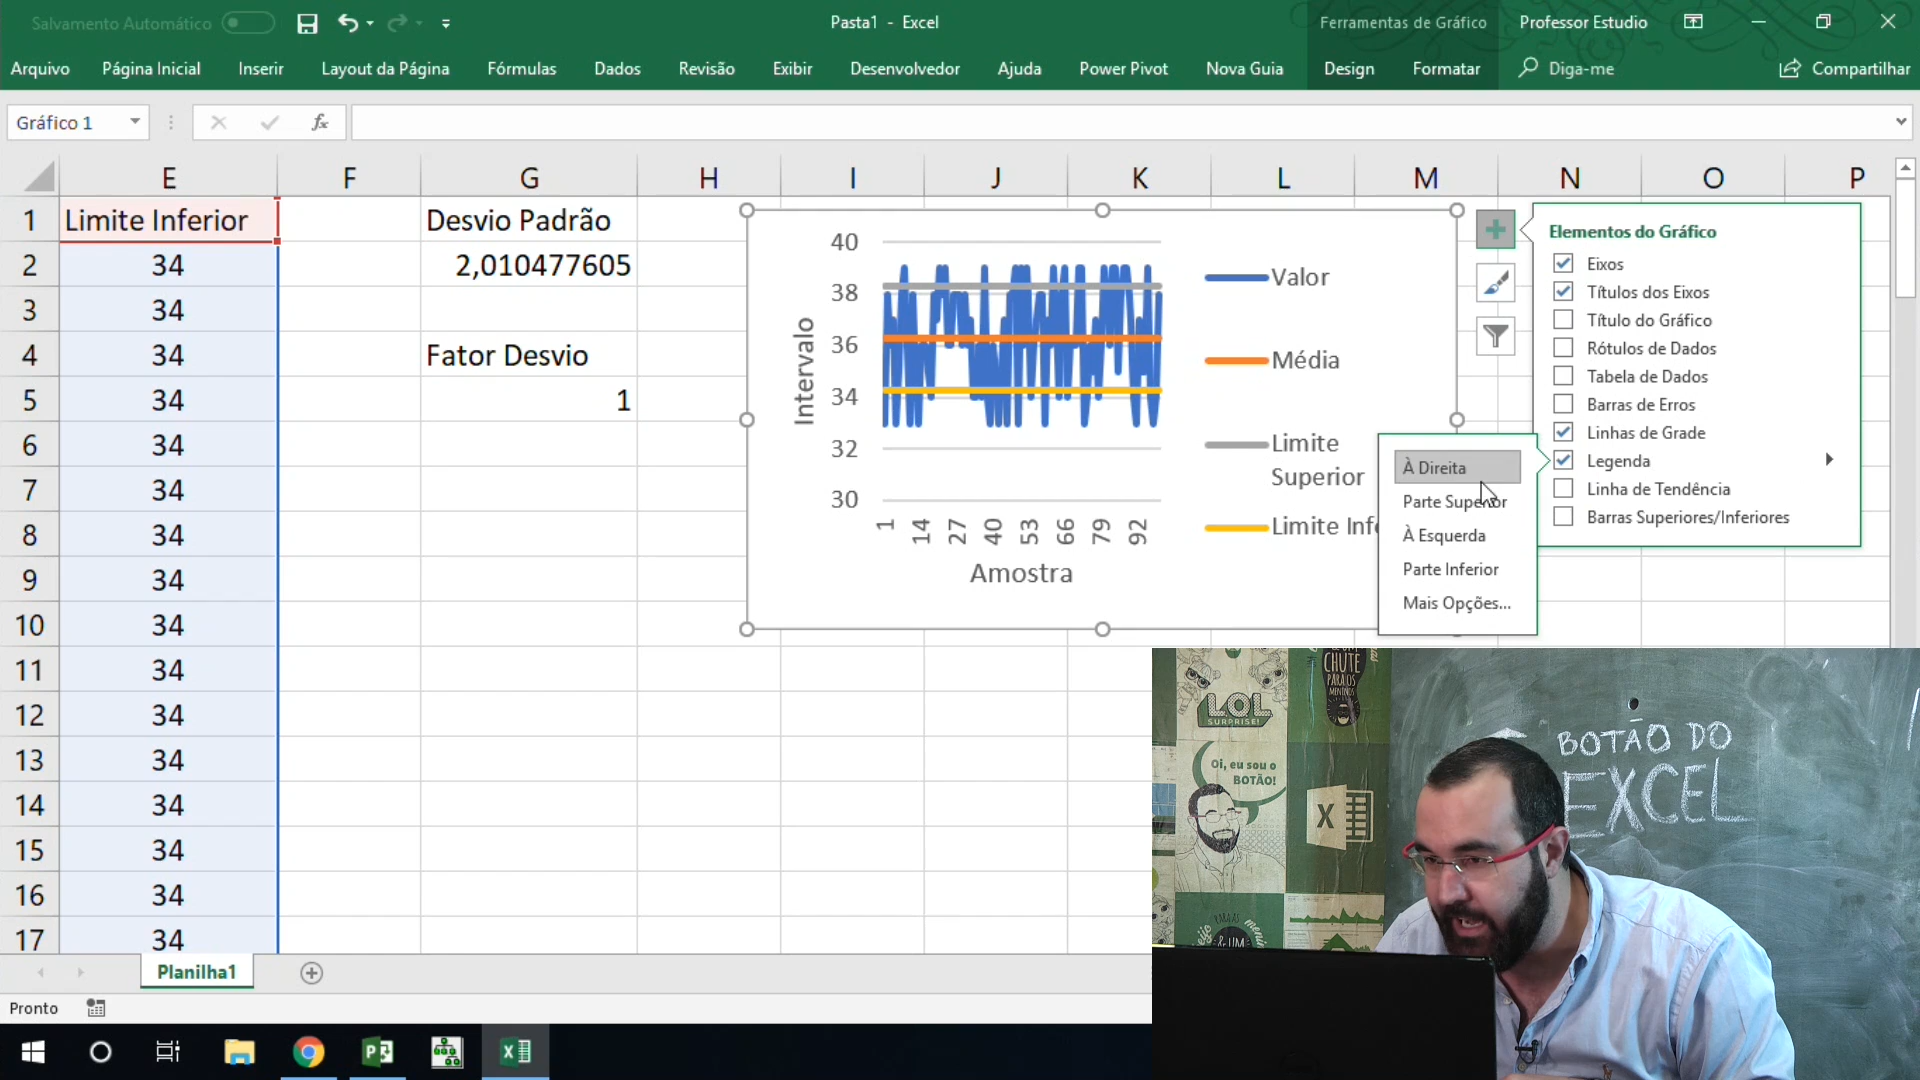 Salvamento Automático
Pasta1 - Excel
Ferramentas de Gráfico
Professor Estudio
Arquivo
Página Inicial
Inserir
Layout da Página
Fórmulas
Dados
Revisão
Exibir
Desenvolvedor
Ajuda
Power Pivot
Nova Guia
Design
Formatar
Diga-me
Compartilhar
Gráfico 1
fx
E F G H I J K L M N O P
1 Limite Inferior Desvio Padrão
2 34 2,010477605
3 34
4 34 Fator Desvio
5 34 1
6 34
7 34
8 34
9 34
10 34
11 34
12 34
13 34
14 34
15 34
16 34
17 34
40
38
36
34
32
30
Intervalo
1 14 27 40 53 66 79 92
Amostra
Valor
Média
Limite
Superior
Limite Infe
Elementos do Gráfico
Eixos
Títulos dos Eixos
Título do Gráfico
Rótulos de Dados
Tabela de Dados
Barras de Erros
Linhas de Grade
Legenda
Linha de Tendência
Barras Superiores/Inferiores
À Direita
Parte Superior
À Esquerda
Parte Inferior
Mais Opções...
CHUTE
PARA OS
MENINOS
LOL
SURPRISE!
Oi, eu sou o
BOTÃO!
X
BOTÃO DO
EXCEL
Planilha1
Pronto